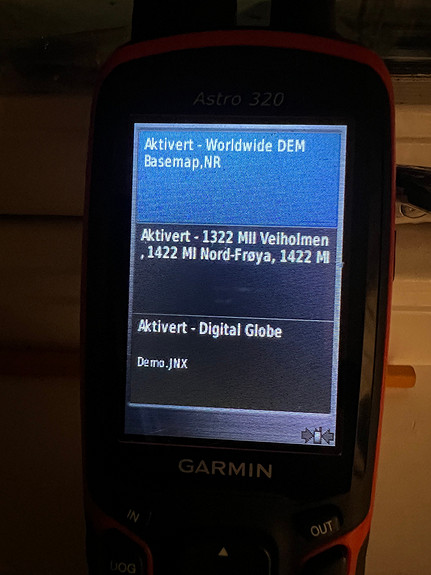 Astro 320
Aktivert - Worldwide DEM
Basemap,NR
Aktivert - 1322 MII Veiholmen
, 1422 MI Nord-Frøya, 1422 MI
Aktivert - Digital Globe
Demo.JNX
GARMIN
IN
OUT
DOG